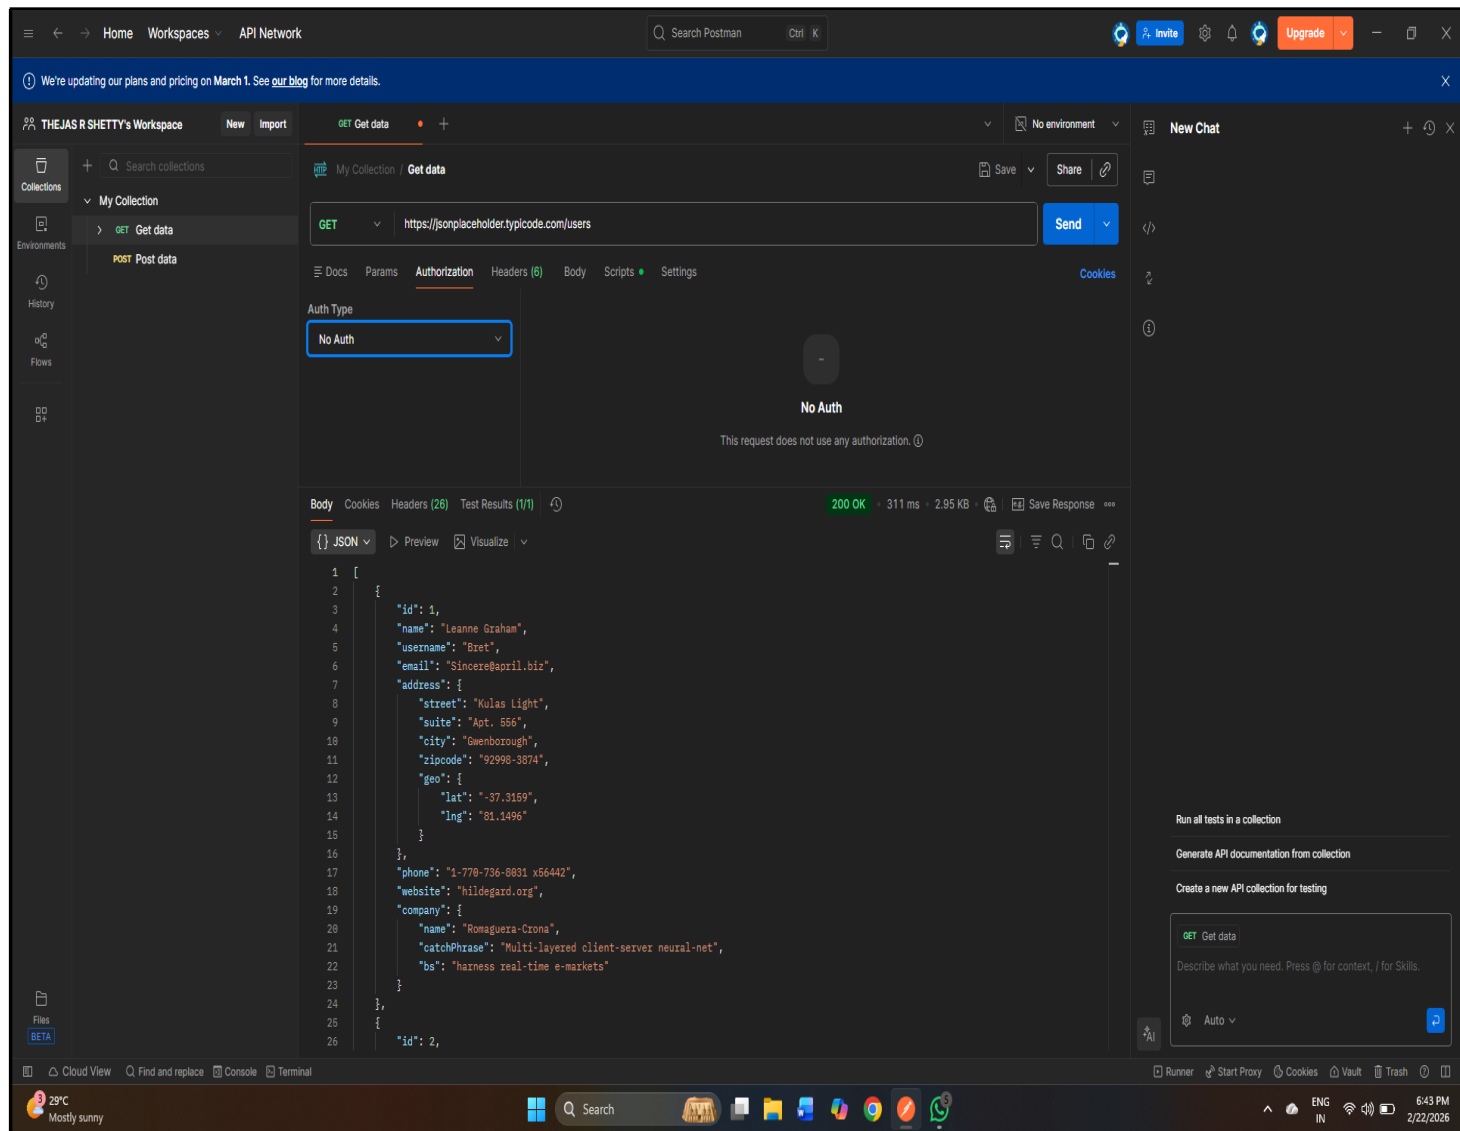 Home Workspaces API Network Search Postman Ctrl K Invite Upgrade
We're updating our plans and pricing on March 1. See our blog for more details.
THEJAS R SHETTY's Workspace New Import GET Get data No environment New Chat
Collections Search collections My Collection / Get data Save Share
My Collection
GET Get data GET https://jsonplaceholder.typicode.com/users Send
Environments
POST Post data
Docs Params Authorization Headers (6) Body Scripts Settings Cookies
History
Auth Type
No Auth
Flows
No Auth
This request does not use any authorization.
Body Cookies Headers (26) Test Results (1/1) 200 OK 311 ms 2.95 KB Save Response
{} JSON Preview Visualize
1 [
2 {
3 "id": 1,
4 "name": "Leanne Graham",
5 "username": "Bret",
6 "email": "Sincere@april.biz",
7 "address": {
8 "street": "Kulas Light",
9 "suite": "Apt. 556",
10 "city": "Gwenborough",
11 "zipcode": "92998-3874",
12 "geo": {
13 "lat": "-37.3159",
14 "lng": "81.1496"
15 }
16 },
17 "phone": "1-770-736-8031 x56442",
18 "website": "hildegard.org",
19 "company": {
20 "name": "Romaguera-Crona",
21 "catchPhrase": "Multi-layered client-server neural-net",
22 "bs": "harness real-time e-markets"
23 }
24 },
25 {
26 "id": 2,
Run all tests in a collection
Generate API documentation from collection
Create a new API collection for testing
GET Get data
Describe what you need. Press @ for context, / for Skills.
Auto
AI
Files
BETA
Cloud View Find and replace Console Terminal Runner Start Proxy Cookies Vault Trash
3 29°C
Mostly sunny
Search
5
ENG
IN
6:43 PM
2/22/2026